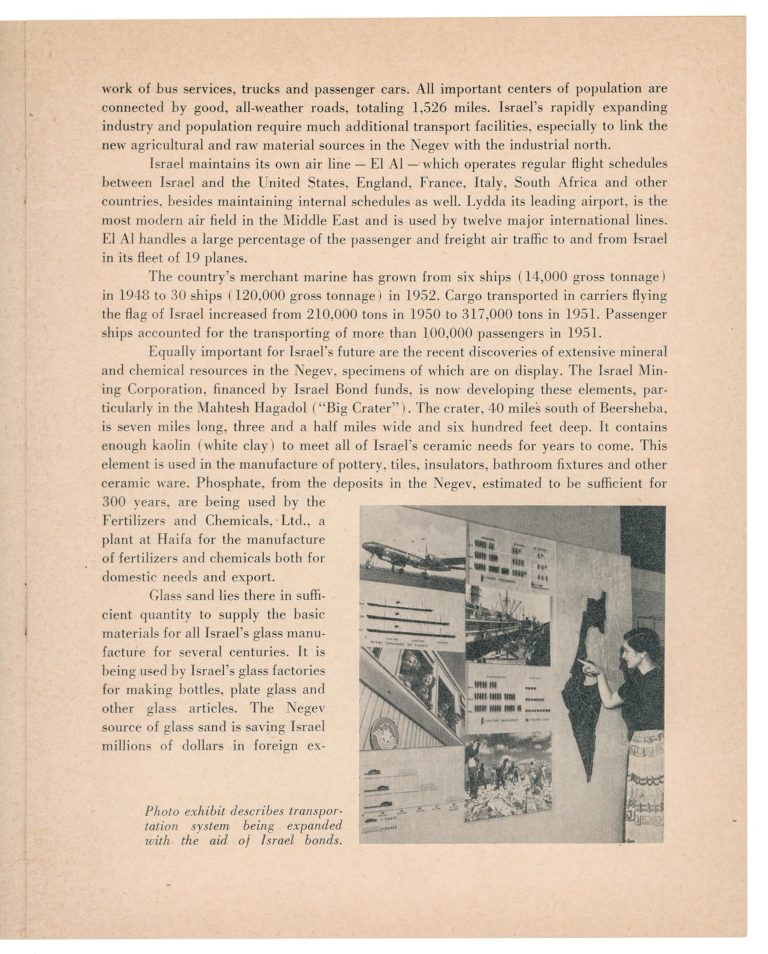 work of bus services, trucks and passenger cars. All important centers of population are
connected by good, all-weather roads, totaling 1,526 miles. Israel's rapidly expanding
industry and population require much additional transport facilities, especially to link the
new agricultural and raw material sources in the Negev with the industrial north.
Israel maintains its own air line — El Al — which operates regular flight schedules
between Israel and the United States, England, France, Italy, South Africa and other
countries, besides maintaining internal schedules as well. Lydda its leading airport, is the
most modern air field in the Middle East and is used by twelve major international lines.
El Al handles a large percentage of the passenger and freight air traffic to and from Israel
in its fleet of 19 planes.
The country's merchant marine has grown from six ships (14,000 gross tonnage)
in 1948 to 30 ships (120,000 gross tonnage) in 1952. Cargo transported in carriers flying
the flag of Israel increased from 210,000 tons in 1950 to 317,000 tons in 1951. Passenger
ships accounted for the transporting of more than 100,000 passengers in 1951.
Equally important for Israel's future are the recent discoveries of extensive mineral
and chemical resources in the Negev, specimens of which are on display. The Israel Min-
ing Corporation, financed by Israel Bond funds, is now developing these elements, par-
ticularly in the Mahtesh Hagadol ("Big Crater"). The crater, 40 miles south of Beersheba,
is seven miles long, three and a half miles wide and six hundred feet deep. It contains
enough kaolin (white clay) to meet all of Israel's ceramic needs for years to come. This
element is used in the manufacture of pottery, tiles, insulators, bathroom fixtures and other
ceramic ware. Phosphate, from the deposits in the Negev, estimated to be sufficient for
300 years, are being used by the
Fertilizers and Chemicals, Ltd., a
plant at Haifa for the manufacture
of fertilizers and chemicals both for
domestic needs and export.
Glass sand lies there in suffi-
cient quantity to supply the basic
materials for all Israel's glass manu-
facture for several centuries. It is
being used by Israel's glass factories
for making bottles, plate glass and
other glass articles. The Negev
source of glass sand is saving Israel
millions of dollars in foreign ex-
Photo exhibit describes transpor-
tation system being expanded
with the aid of Israel bonds.
TOTAL TONNAGE OF CARGO